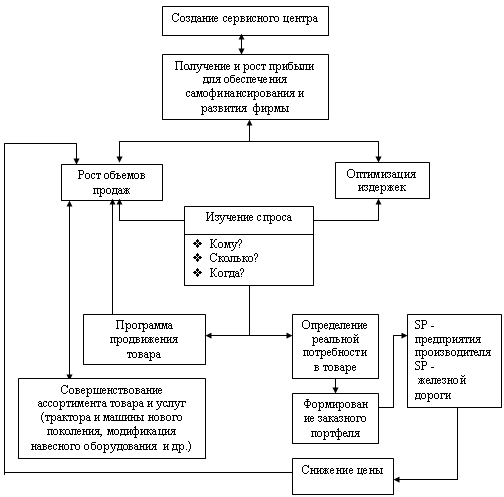 Создание сервисного центра
Получение и рост прибыли
для обеспечения
самофинансирования и
развития фирмы
Рост объемов
продаж
Оптимизация
издержек
Изучение спроса
❖ Кому?
❖ Сколько?
❖ Когда?
Программа
продвижения
товара
Определение
реальной
потребности
в товаре
SP -
предприятия
производителя
SP -
железной
дороги
Совершенствование
ассортимента товара и услуг
(трактора и машины нового
поколения, модификация
навесного оборудования и др.)
Формирован
ие заказного
портфеля
Снижение цены